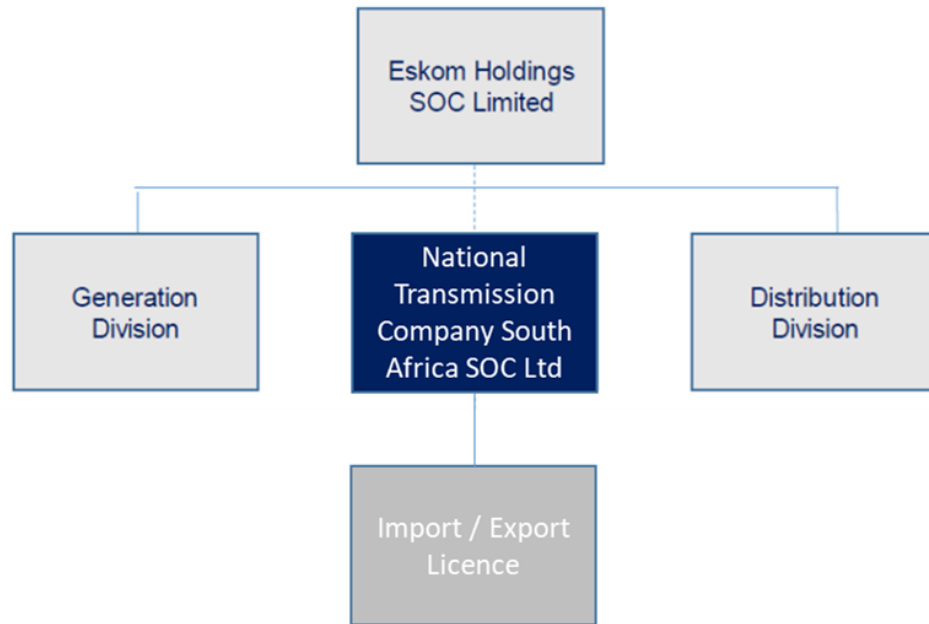 Eskom Holdings
SOC Limited
Generation
Division
National
Transmission
Company South
Africa SOC Ltd
Distribution
Division
Import / Export
Licence